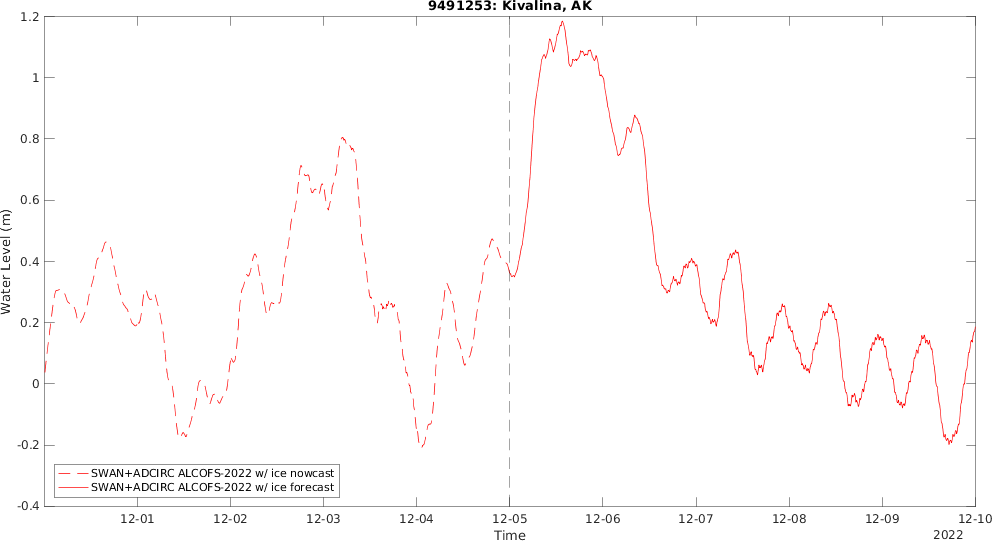 9491253: Kivalina, AK
1.2
1
0.8
0.6
0.4
0.2
0
-0.2
-0.4
Water Level (m)
SWAN+ADCIRC ALCOFS-2022 w/ ice nowcast
SWAN+ADCIRC ALCOFS-2022 w/ ice forecast
12-01 12-02 12-03 12-04 12-05 12-06 12-07 12-08 12-09 12-10
Time
2022